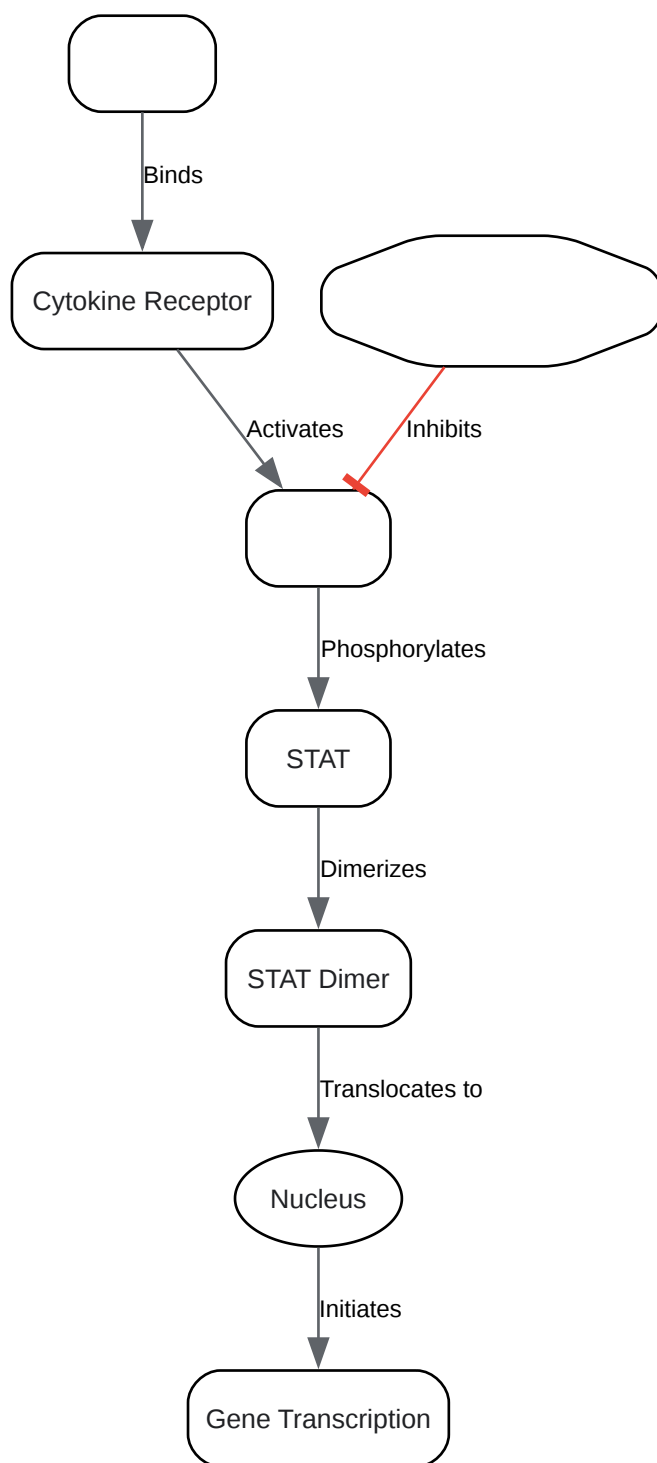 Binds
Cytokine Receptor
Activates
Inhibits
Phosphorylates
STAT
Dimerizes
STAT Dimer
Translocates to
Nucleus
Initiates
Gene Transcription